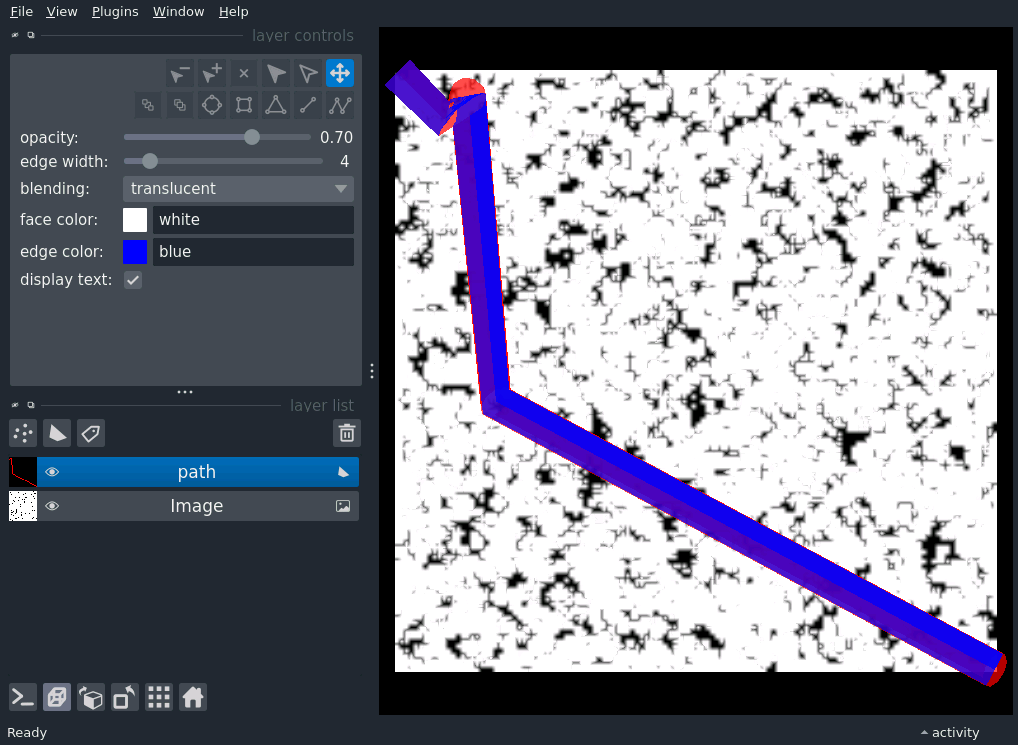 File View Plugins Window Help
layer controls
opacity: 0.70
edge width: 4
blending: translucent
face color: white
edge color: blue
display text:
layer list
path
Image
Ready activity